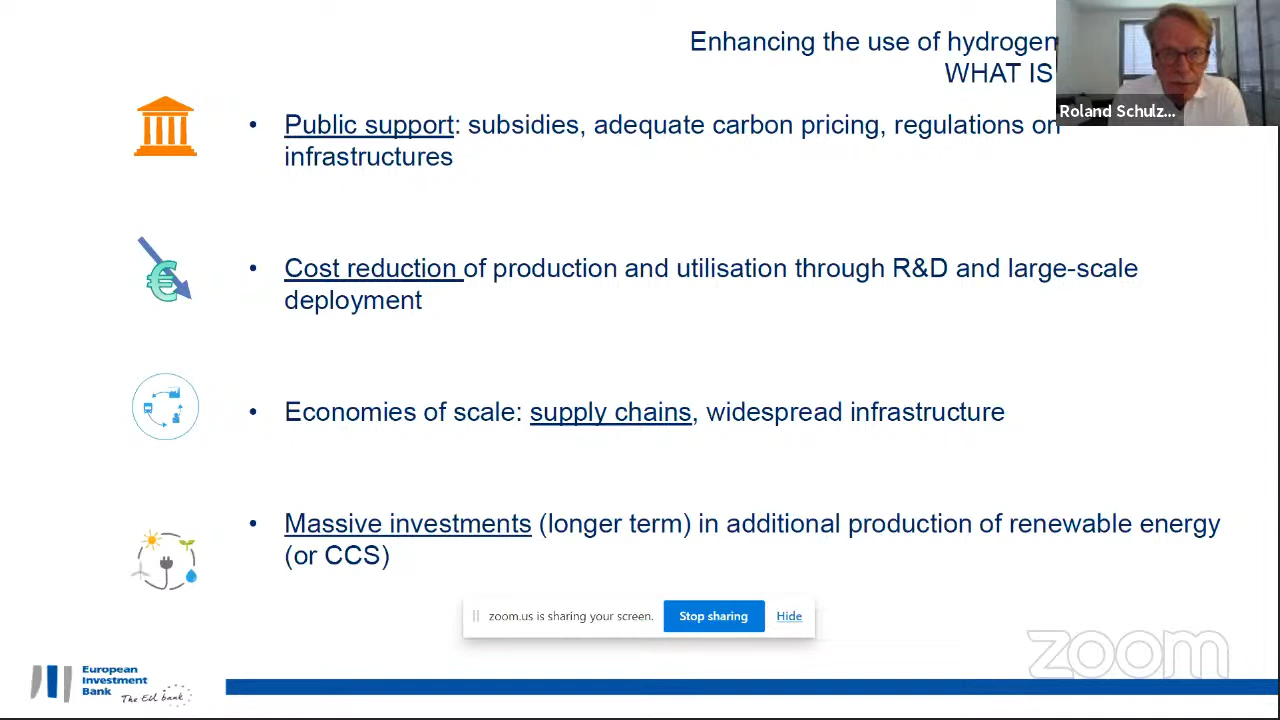 Enhancing the use of hydrogen
WHAT IS
Roland Schulz...
• Public support: subsidies, adequate carbon pricing, regulations on
infrastructures
• Cost reduction of production and utilisation through R&D and large-scale
deployment
• Economies of scale: supply chains, widespread infrastructure
• Massive investments (longer term) in additional production of renewable energy
(or CCS)
zoom.us is sharing your screen. Stop sharing Hide
zoom
European
Investment
Bank The EU bank